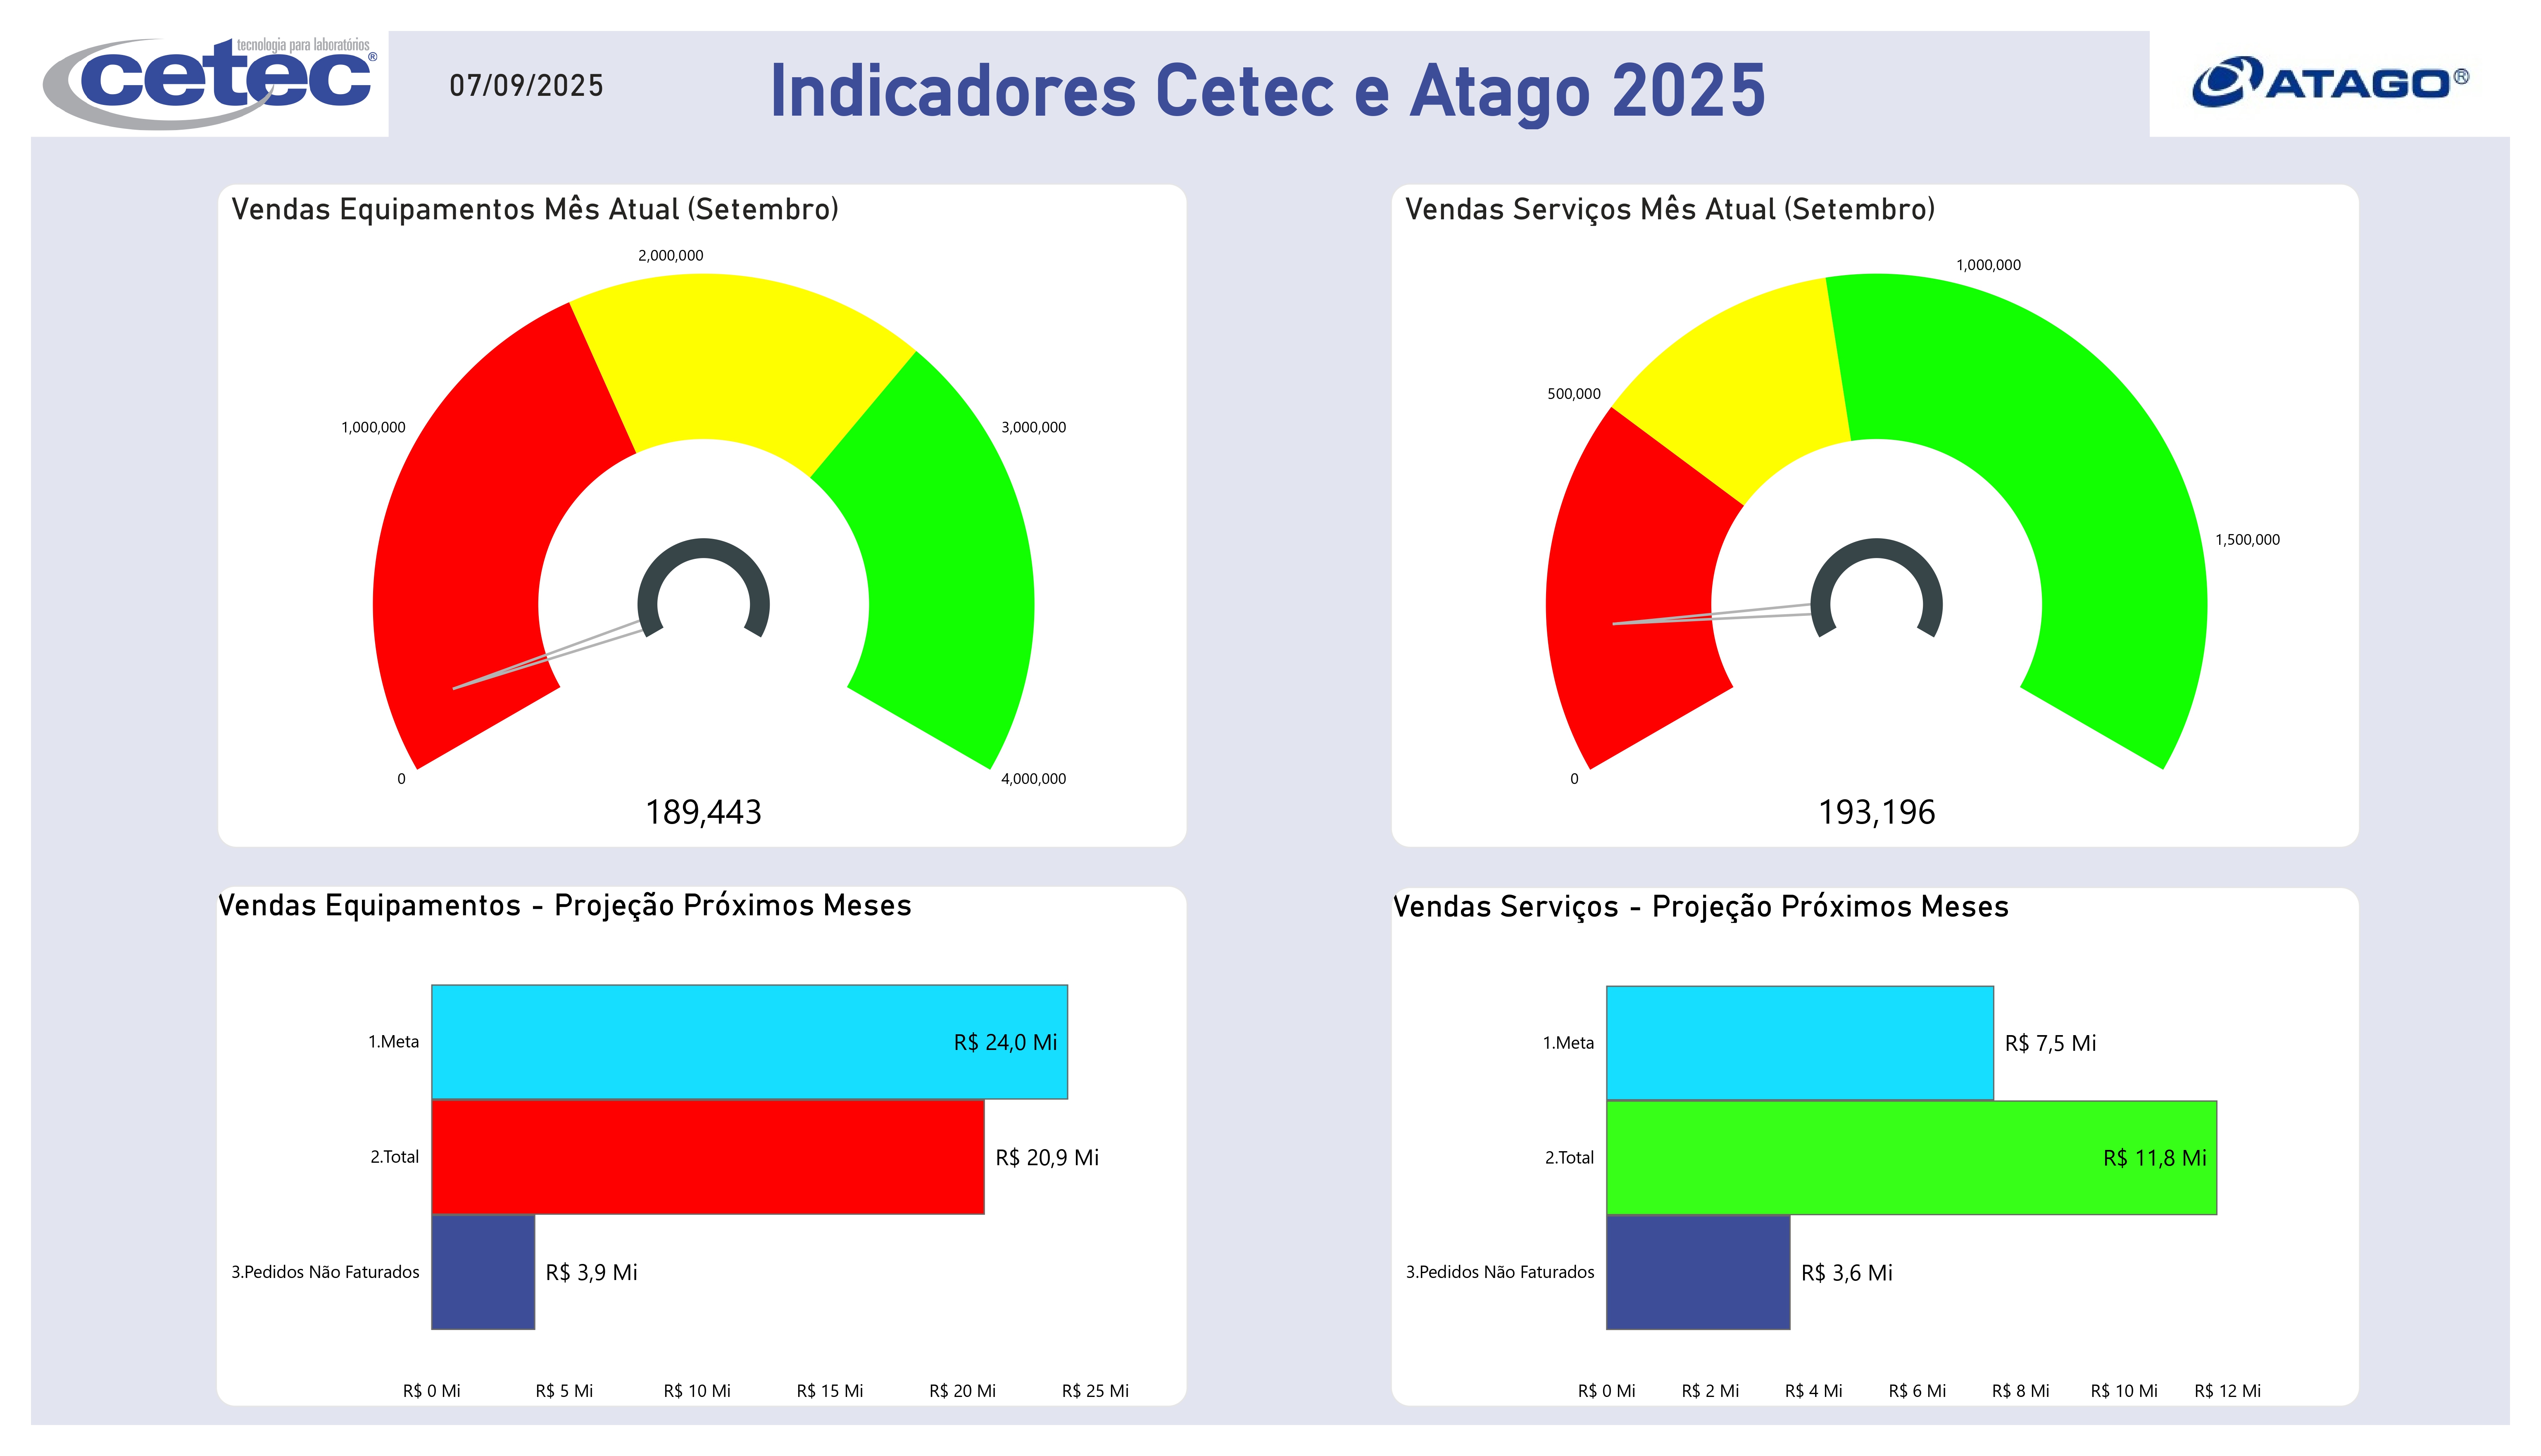 tecnologia para laboratórios
cetec®
07/09/2025
Indicadores Cetec e Atago 2025
ATAGO®
Vendas Equipamentos Mês Atual (Setembro)
2,000,000
1,000,000
3,000,000
0
4,000,000
189,443
Vendas Serviços Mês Atual (Setembro)
1,000,000
500,000
1,500,000
0
193,196
Vendas Equipamentos - Projeção Próximos Meses
1.Meta
R$ 24,0 Mi
2.Total
R$ 20,9 Mi
3.Pedidos Não Faturados
R$ 3,9 Mi
R$ 0 Mi
R$ 5 Mi
R$ 10 Mi
R$ 15 Mi
R$ 20 Mi
R$ 25 Mi
Vendas Serviços - Projeção Próximos Meses
1.Meta
R$ 7,5 Mi
2.Total
R$ 11,8 Mi
3.Pedidos Não Faturados
R$ 3,6 Mi
R$ 0 Mi
R$ 2 Mi
R$ 4 Mi
R$ 6 Mi
R$ 8 Mi
R$ 10 Mi
R$ 12 Mi